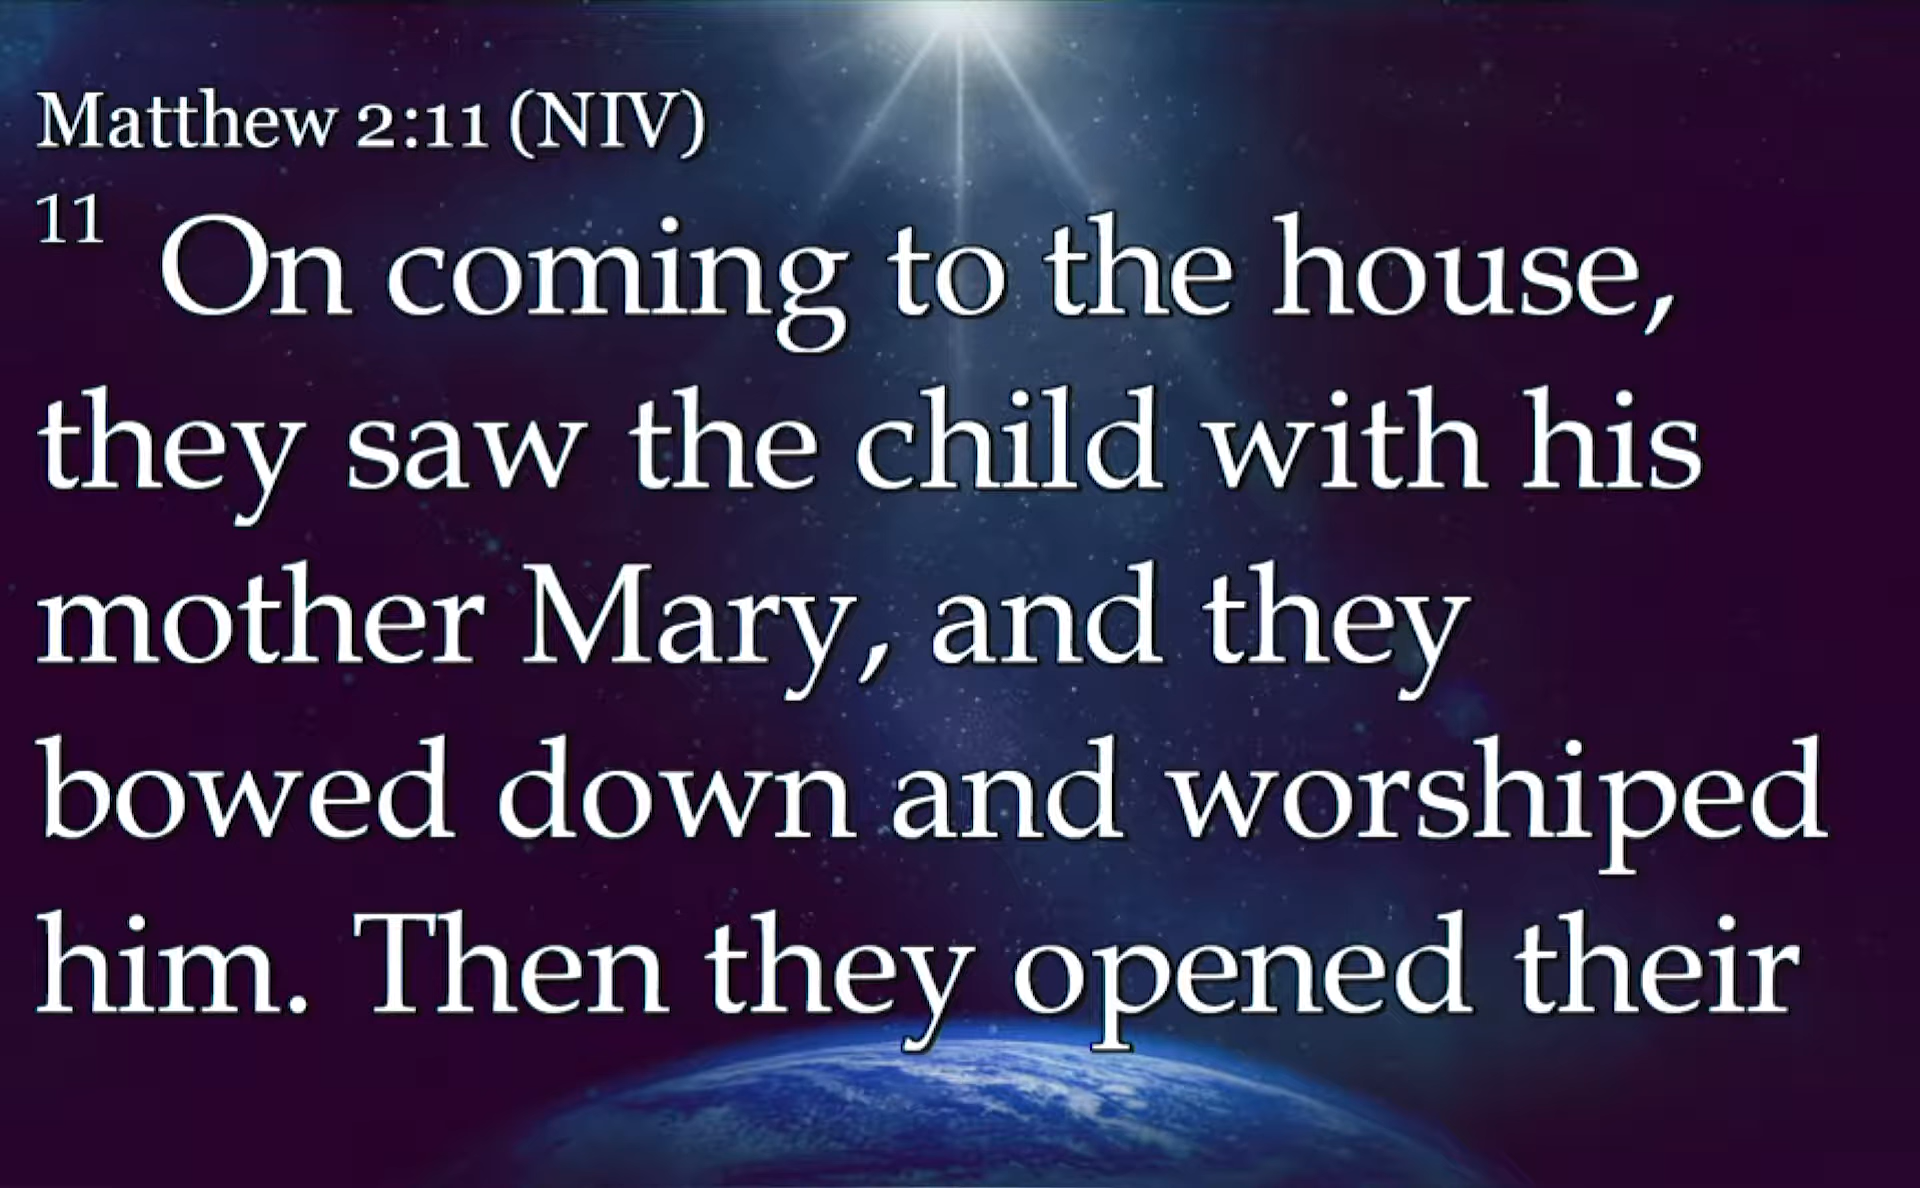 Matthew 2:11 (NIV)
11 On coming to the house,
they saw the child with his
mother Mary, and they
bowed down and worshiped
him. Then they opened their